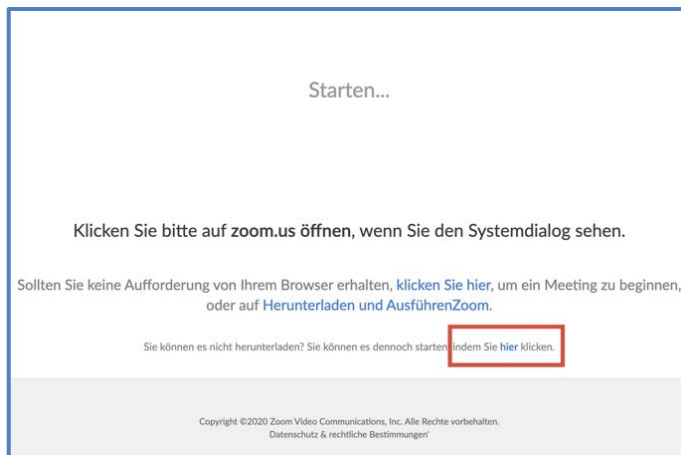 Starten...
Klicken Sie bitte auf zoom.us öffnen, wenn Sie den Systemdialog sehen.
Sollten Sie keine Aufforderung von Ihrem Browser erhalten, klicken Sie hier, um ein Meeting zu beginnen,
oder auf Herunterladen und AusführenZoom.
Sie können es nicht herunterladen? Sie können es dennoch starten indem Sie hier klicken.
Copyright ©2020 Zoom Video Communications, Inc. Alle Rechte vorbehalten.
Datenschutz & rechtliche Bestimmungen'